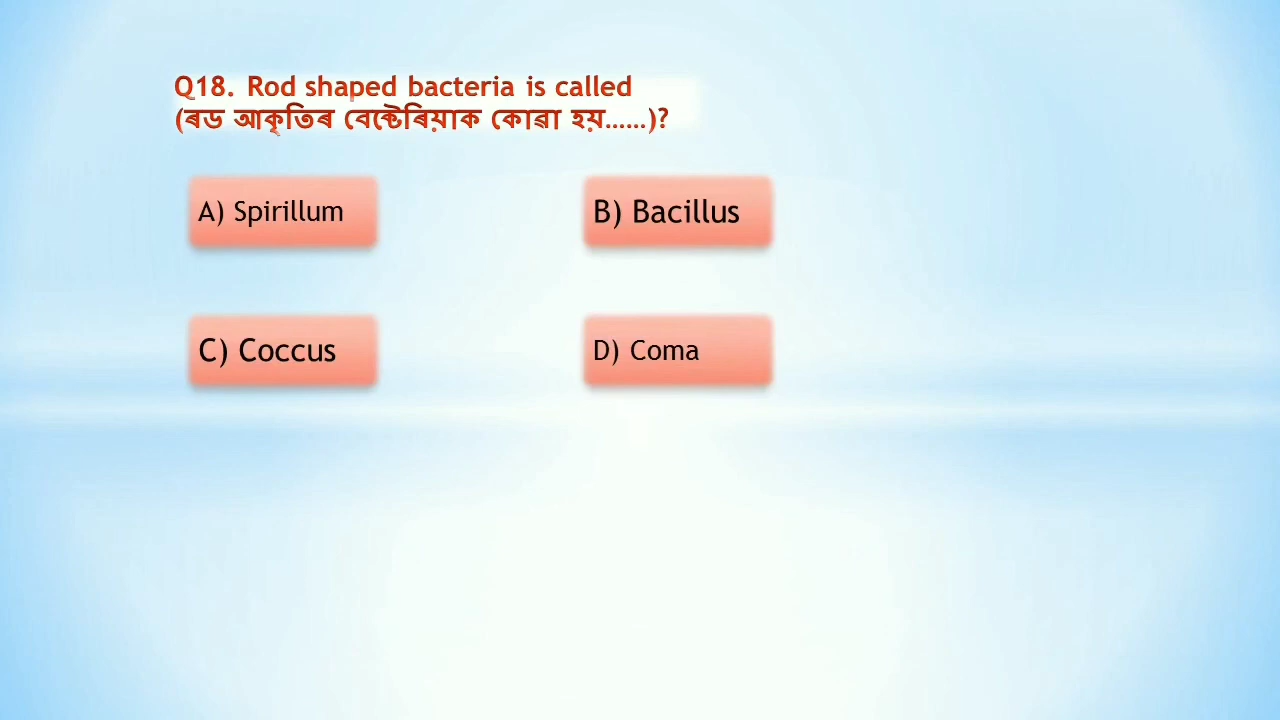 Q18. Rod shaped bacteria is called
(ৰড আকৃতিৰ বেক্টেৰিয়াক কোৱা হয়......)?
A) Spirillum
B) Bacillus
C) Coccus
D) Coma